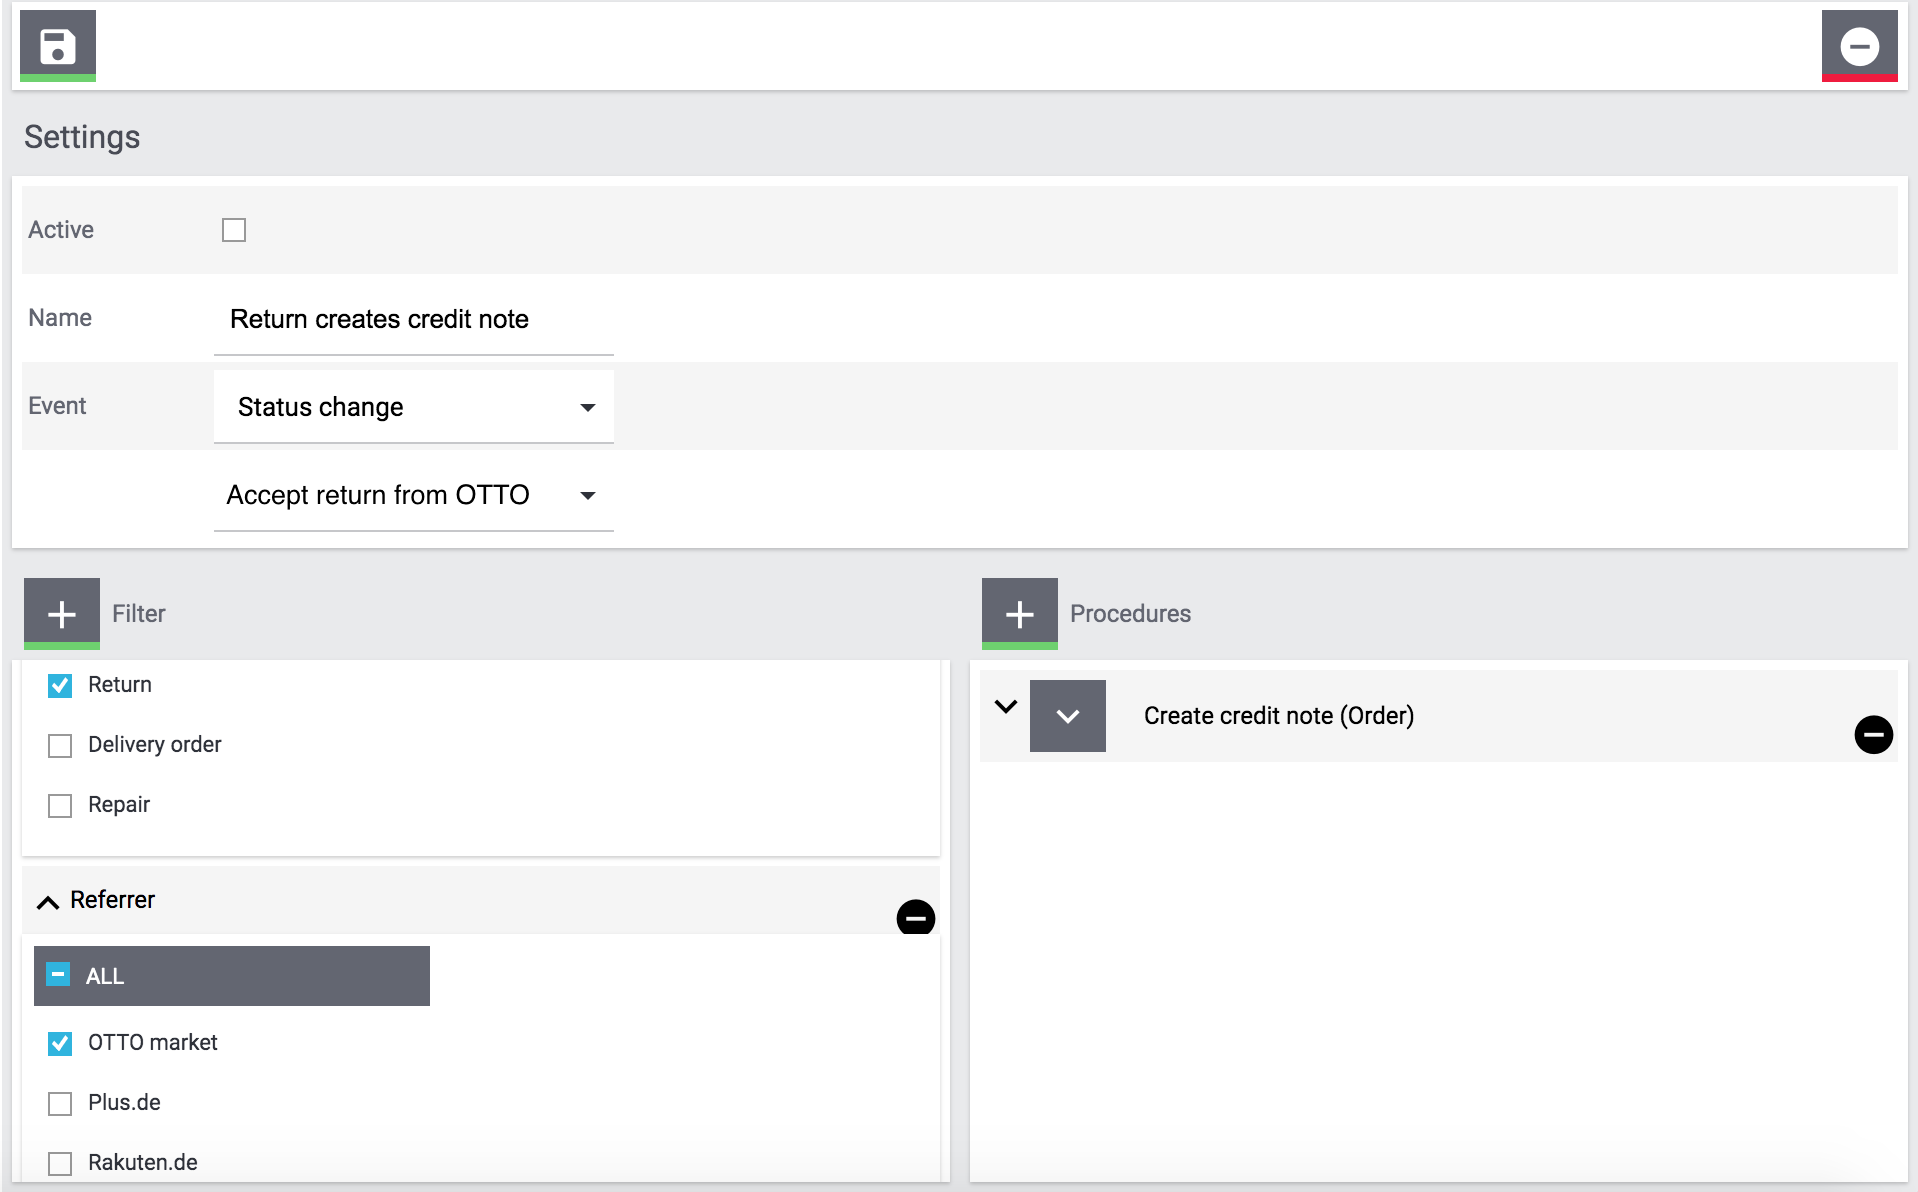 Settings
Active
Name
Return creates credit note
Event
Status change
Accept return from OTTO
Filter
Return
Delivery order
Repair
Referrer
ALL
OTTO market
Plus.de
Rakuten.de
Procedures
Create credit note (Order)